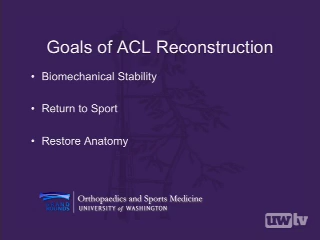 Goals of ACL Reconstruction
• Biomechanical Stability
• Return to Sport
• Restore Anatomy
Orthopaedics and Sports Medicine
UNIVERSITY of WASHINGTON
uwtv